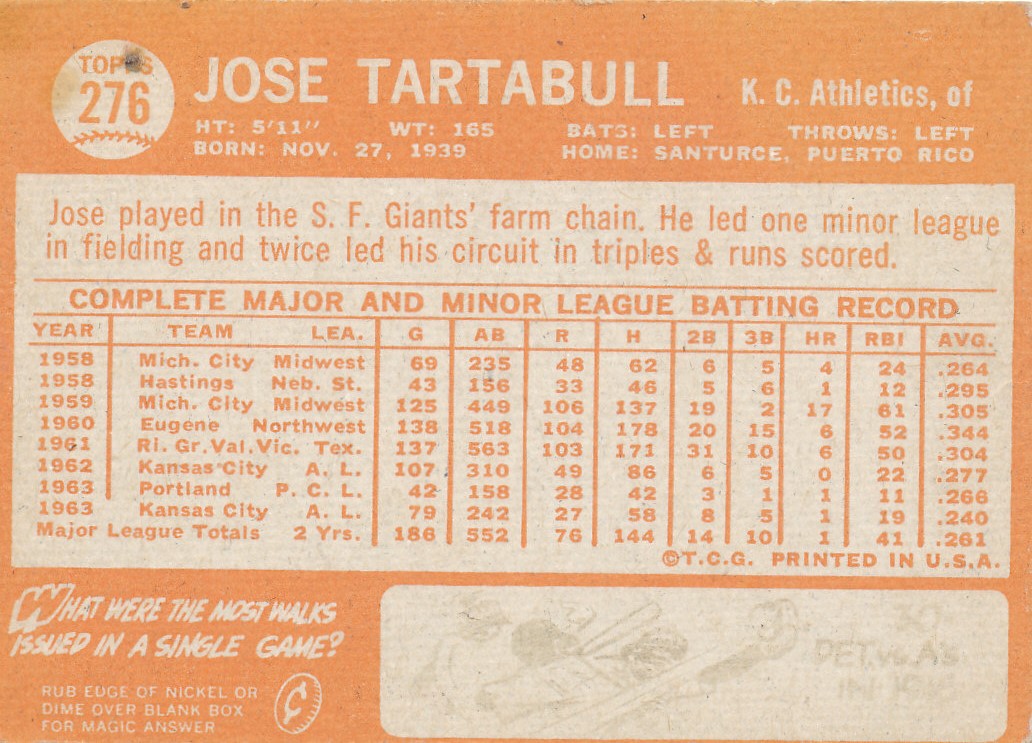 TOPPS
276
JOSE TARTABULL
K. C. Athletics, of
HT: 5'11" WT: 165 BATS: LEFT THROWS: LEFT
BORN: NOV. 27, 1939 HOME: SANTURCE, PUERTO RICO
Jose played in the S. F. Giants' farm chain. He led one minor league
in fielding and twice led his circuit in triples & runs scored.
COMPLETE MAJOR AND MINOR LEAGUE BATTING RECORD
YEAR TEAM LEA. G AB R H 2B 3B HR RBI AVG.
1958 Mich. City Midwest 69 235 48 62 6 5 4 24 .264
1958 Hastings Neb. St. 43 156 33 46 5 6 1 12 .295
1959 Mich. City Midwest 125 449 106 137 19 2 17 61 .305
1960 Eugene Northwest 138 518 104 178 20 15 6 52 .344
1961 Ri. Gr. Val. Vic. Tex. 137 563 103 171 31 10 6 50 .304
1962 Kansas City A. L. 107 310 49 86 6 5 0 22 .277
1963 Portland P. C. L. 42 158 28 42 3 1 1 11 .266
1963 Kansas City A. L. 79 242 27 58 8 5 1 19 .240
Major League Totals 2 Yrs. 186 552 76 144 14 10 1 41 .261
©T.C.G. PRINTED IN U.S.A.
WHAT WERE THE MOST WALKS
ISSUED IN A SINGLE GAME?
RUB EDGE OF NICKEL OR
DIME OVER BLANK BOX
FOR MAGIC ANSWER
DET. VS. A'S
IN